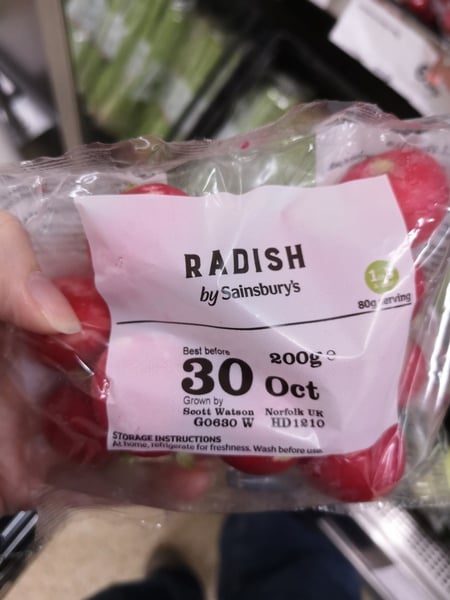 RADISH
by Sainsbury's
80g serving
Best before 200g e
30 Oct
Grown by
Scott Watson Norfolk UK
G0630 W HD1210
STORAGE INSTRUCTIONS
At home, refrigerate for freshness. Wash before use.